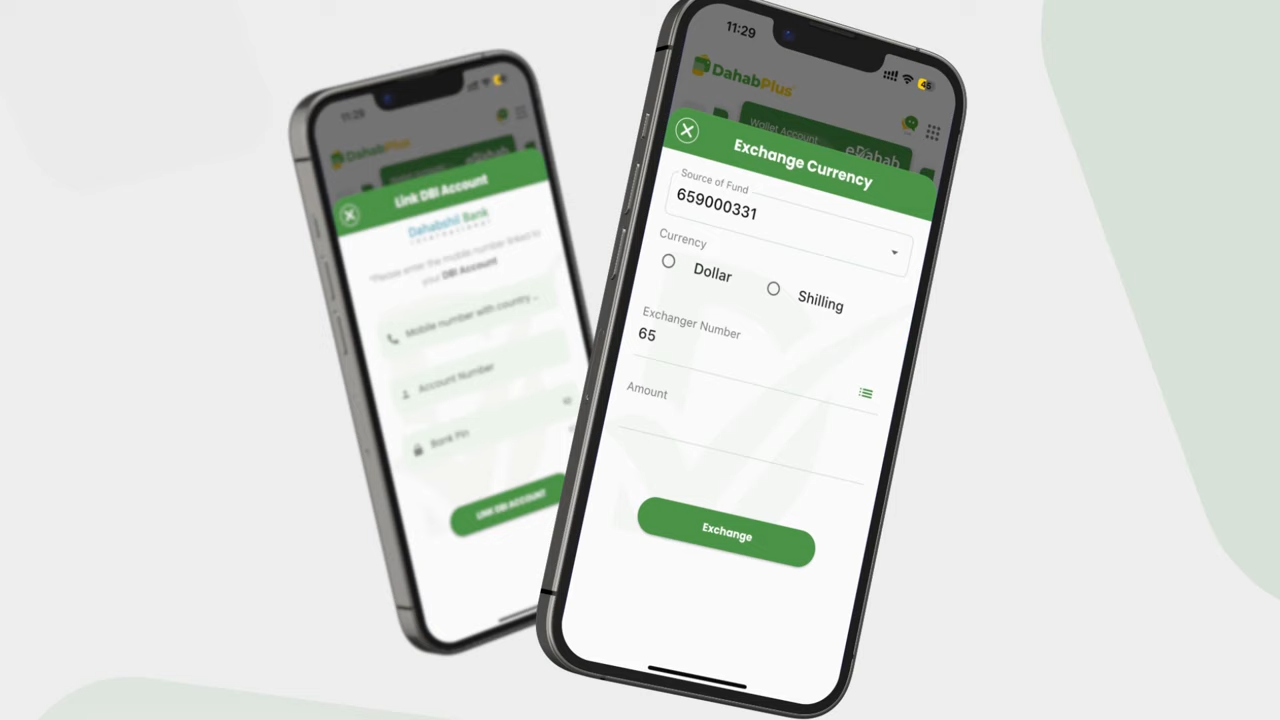 11:29
DahabPlus
Link DBI Account
Dahabshil Bank
International
*Please enter the mobile number linked to
your DBI Account
Mobile number with country ...
Account Number
Bank Pin
LINK DBI ACCOUNT
11:29
45
DahabPlus
Wallet Account
eDahab
Exchange Currency
Source of Fund
659000331
Currency
Dollar
Shilling
Exchanger Number
65
Amount
Exchange